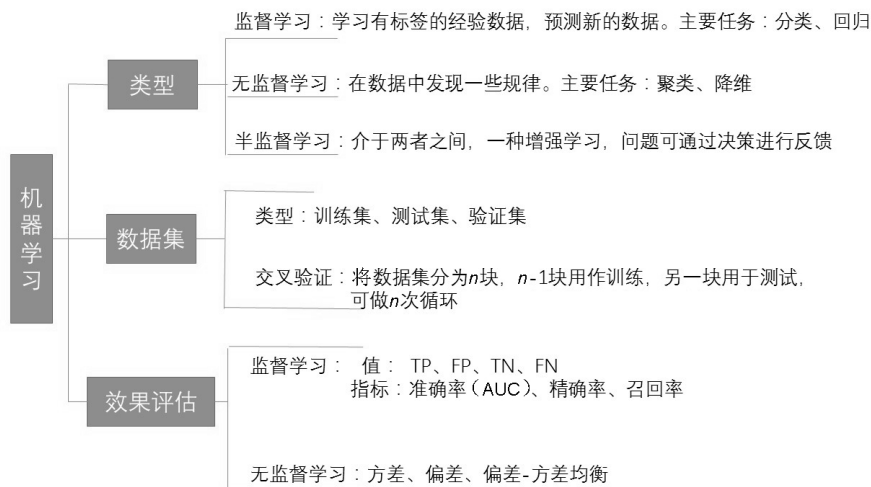 机器学习
类型
监督学习：学习有标签的经验数据，预测新的数据。主要任务：分类、回归
无监督学习：在数据中发现一些规律。主要任务：聚类、降维
半监督学习：介于两者之间，一种增强学习，问题可通过决策进行反馈
数据集
类型：训练集、测试集、验证集
交叉验证：将数据集分为n块，n-1块用作训练，另一块用于测试，
可做n次循环
效果评估
监督学习： 值： TP、FP、TN、FN
指标：准确率（AUC）、精确率、召回率
无监督学习：方差、偏差、偏差-方差均衡